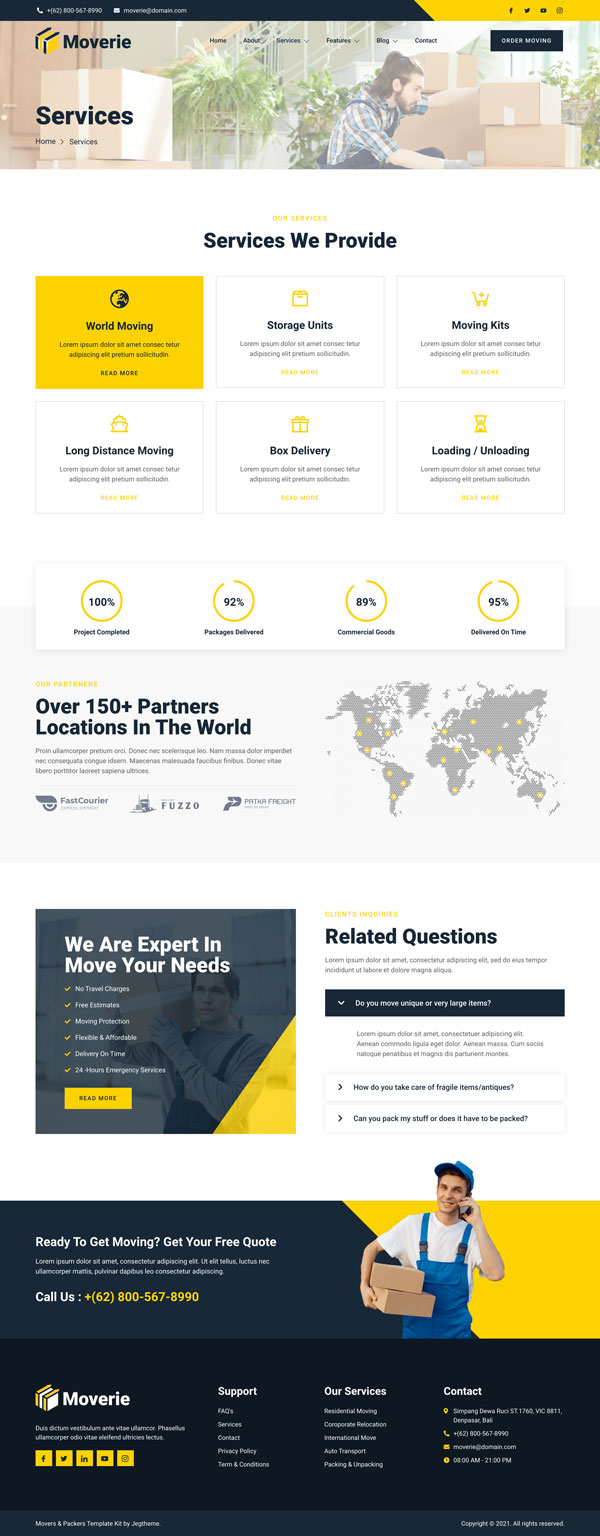 +(62) 800-567-8990 moverie@domain.com
Moverie
Home About Services Features Blog Contact
ORDER MOVING
Services
Home > Services
OUR SERVICES
Services We Provide
World Moving
Lorem ipsum dolor sit amet consec tetur
adipiscing elit pretium sollicitudin.
READ MORE
Storage Units
Lorem ipsum dolor sit amet consec tetur
adipiscing elit pretium sollicitudin.
READ MORE
Moving Kits
Lorem ipsum dolor sit amet consec tetur
adipiscing elit pretium sollicitudin.
READ MORE
Long Distance Moving
Lorem ipsum dolor sit amet consec tetur
adipiscing elit pretium sollicitudin.
READ MORE
Box Delivery
Lorem ipsum dolor sit amet consec tetur
adipiscing elit pretium sollicitudin.
READ MORE
Loading / Unloading
Lorem ipsum dolor sit amet consec tetur
adipiscing elit pretium sollicitudin.
READ MORE
100%
Project Completed
92%
Packages Delivered
89%
Commercial Goods
95%
Delivered On Time
OUR PARTRNERS
Over 150+ Partners
Locations In The World
Proin ullamcorper pretium orci. Donec nec scelerisque leo. Nam massa dolor imperdiet
nec consequata congue idsem. Maecenas malesuada faucibus finibus. Donec vitae
libero porttitor laoreet sapiena ultrices.
FastCourier
EXPRESS SHIPMENT
FUZZO
PATKA FREIGHT
We Are Expert In
Move Your Needs
No Travel Charges
Free Estimates
Moving Protection
Flexible & Affordable
Delivery On Time
24 -Hours Emergency Services
READ MORE
CLIENTS INQUIRIES
Related Questions
Lorem ipsum dolor sit amet, consectetur adipiscing elit, sed do eius tempor
incididunt ut labore et dolore magna aliqua.
Do you move unique or very large items?
Lorem ipsum dolor sit amet, consectetuer adipiscing elit.
Aenean commodo ligula eget dolor. Aenean massa. Cum sociis
natoque penatibus et magnis dis parturient montes.
How do you take care of fragile items/antiques?
Can you pack my stuff or does it have to be packed?
Ready To Get Moving? Get Your Free Quote
Lorem ipsum dolor sit amet, consectetur adipiscing elit. Ut elit tellus, luctus nec
ullamcorper mattis, pulvinar dapibus leo consectetur adipiscing.
Call Us : +(62) 800-567-8990
Moverie
Duis dictum vestibulum ante vitae ullamcor. Phasellus
ullamcorper odio vitae eleifend ultricies lectus.
Support
FAQ's
Services
Contact
Privacy Policy
Term & Conditions
Our Services
Residential Moving
Coroporate Relocation
International Move
Auto Transport
Packing & Unpacking
Contact
Simpang Dewa Ruci ST.1760, VIC 8811,
Denpasar, Bali
+(62) 800-567-8990
moverie@domain.com
08:00 AM - 21:00 PM
Movers & Packers Template Kit by Jegtheme.
Copyright © 2021. All rights reserved.